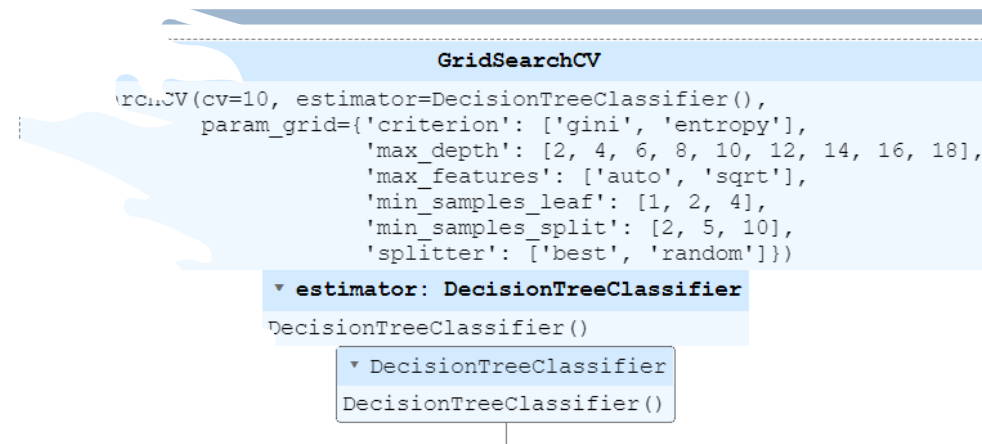 GridSearchCV
rchCV(cv=10, estimator=DecisionTreeClassifier(),
param_grid={'criterion': ['gini', 'entropy'],
'max_depth': [2, 4, 6, 8, 10, 12, 14, 16, 18],
'max_features': ['auto', 'sqrt'],
'min_samples_leaf': [1, 2, 4],
'min_samples_split': [2, 5, 10],
'splitter': ['best', 'random']})
estimator: DecisionTreeClassifier
DecisionTreeClassifier()
DecisionTreeClassifier
DecisionTreeClassifier()